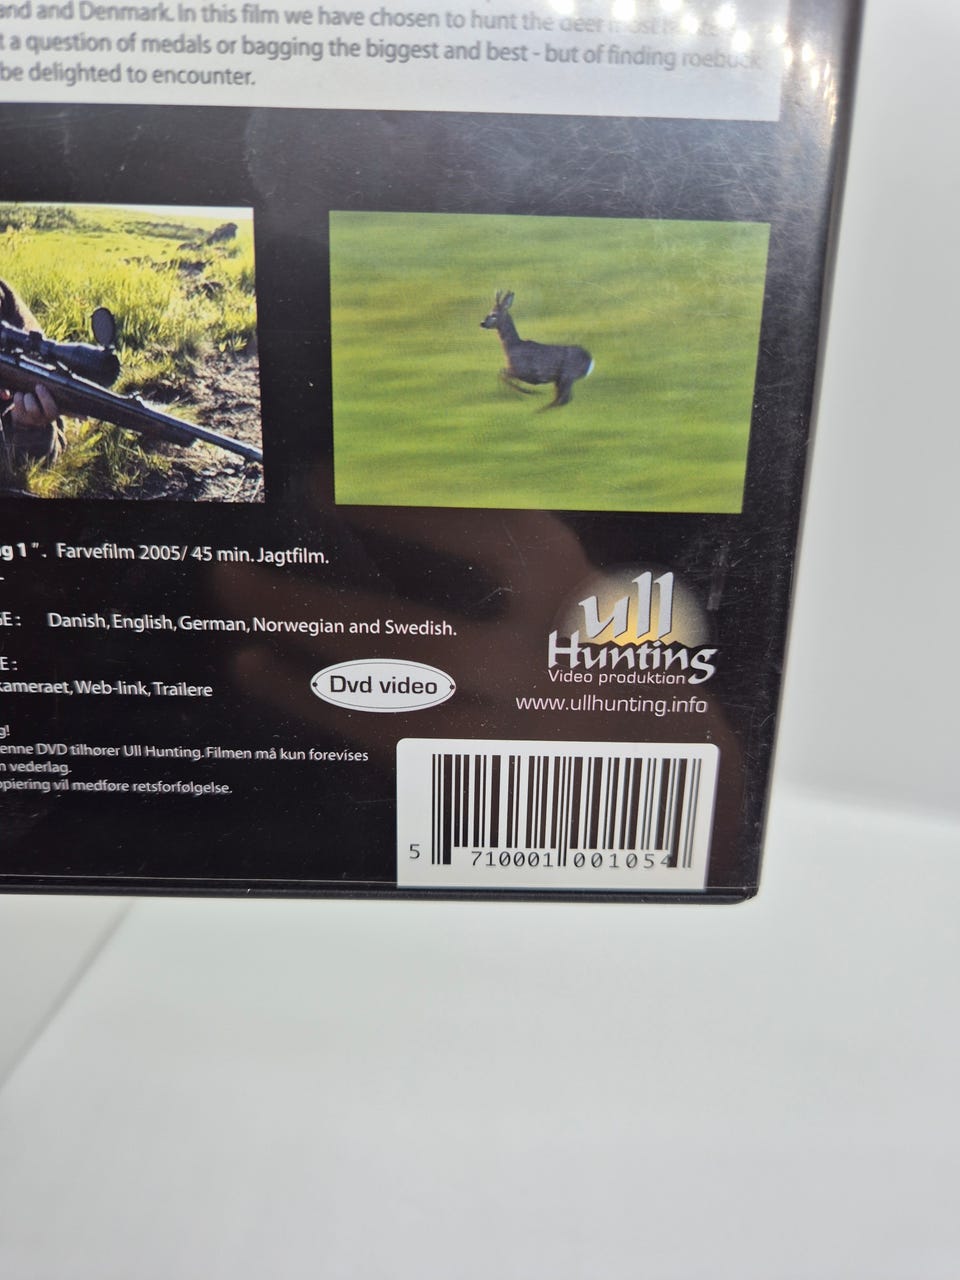 and Denmark. In this film we have chosen to hunt the deer
a question of medals or bagging the biggest and best - but of finding roebuck
be delighted to encounter.
g 1". Farvefilm 2005/ 45 min. Jagtfilm.
E: Danish, English, German, Norwegian and Swedish.
E:
kameraet, Web-link, Trailere
Dvd video
ull
Hunting
Video produktion
www.ullhunting.info
g!
enne DVD tilhører Ull Hunting. Filmen må kun forevises
n vederlag.
opiering vil medføre retsforfølgelse.
5 710001 001054